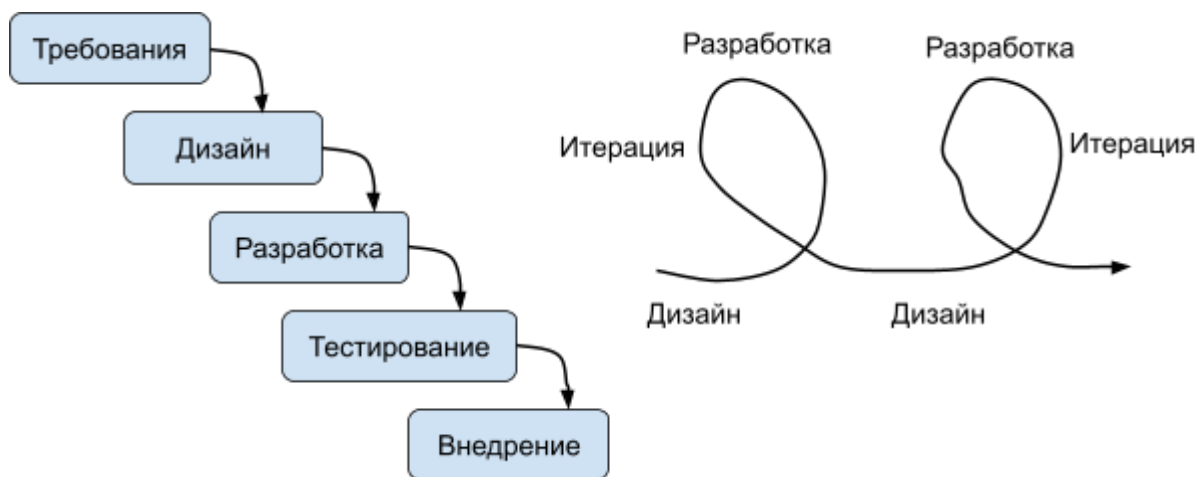 Требования
Дизайн
Разработка
Тестирование
Внедрение
Разработка
Разработка
Итерация
Итерация
Дизайн
Дизайн